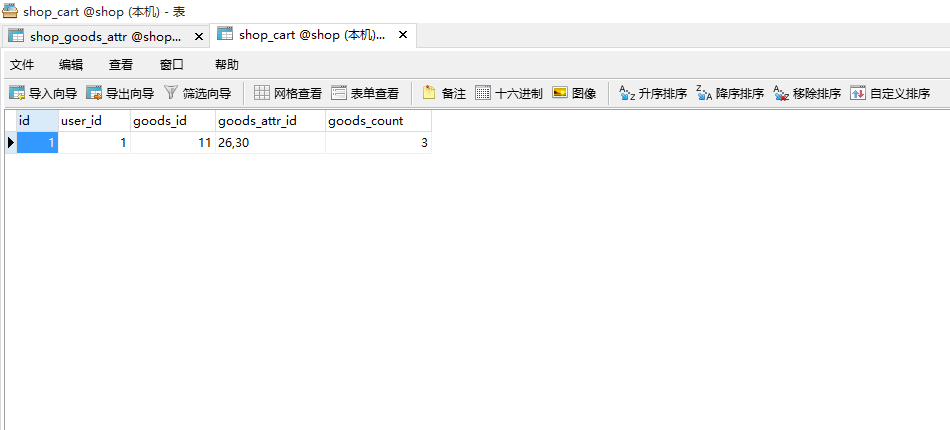 shop_cart @shop (本机) - 表
shop_goods_attr @shop... shop_cart @shop (本机)...
文件 编辑 查看 窗口 帮助
导入向导 导出向导 筛选向导 网格查看 表单查看 备注 十六进制 图像 升序排序 降序排序 移除排序 自定义排序
id user_id goods_id goods_attr_id goods_count
1 1 11 26,30 3